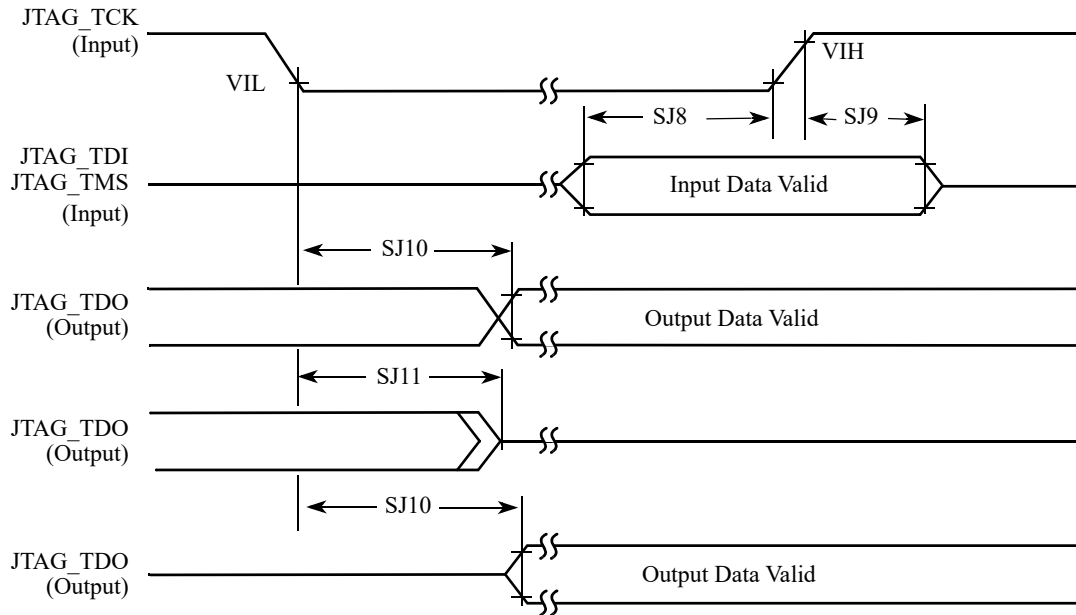 JTAG_TCK
(Input)
VIL
VIH
SJ8
SJ9
JTAG_TDI
JTAG_TMS
(Input)
Input Data Valid
SJ10
JTAG_TDO
(Output)
Output Data Valid
SJ11
JTAG_TDO
(Output)
SJ10
JTAG_TDO
(Output)
Output Data Valid